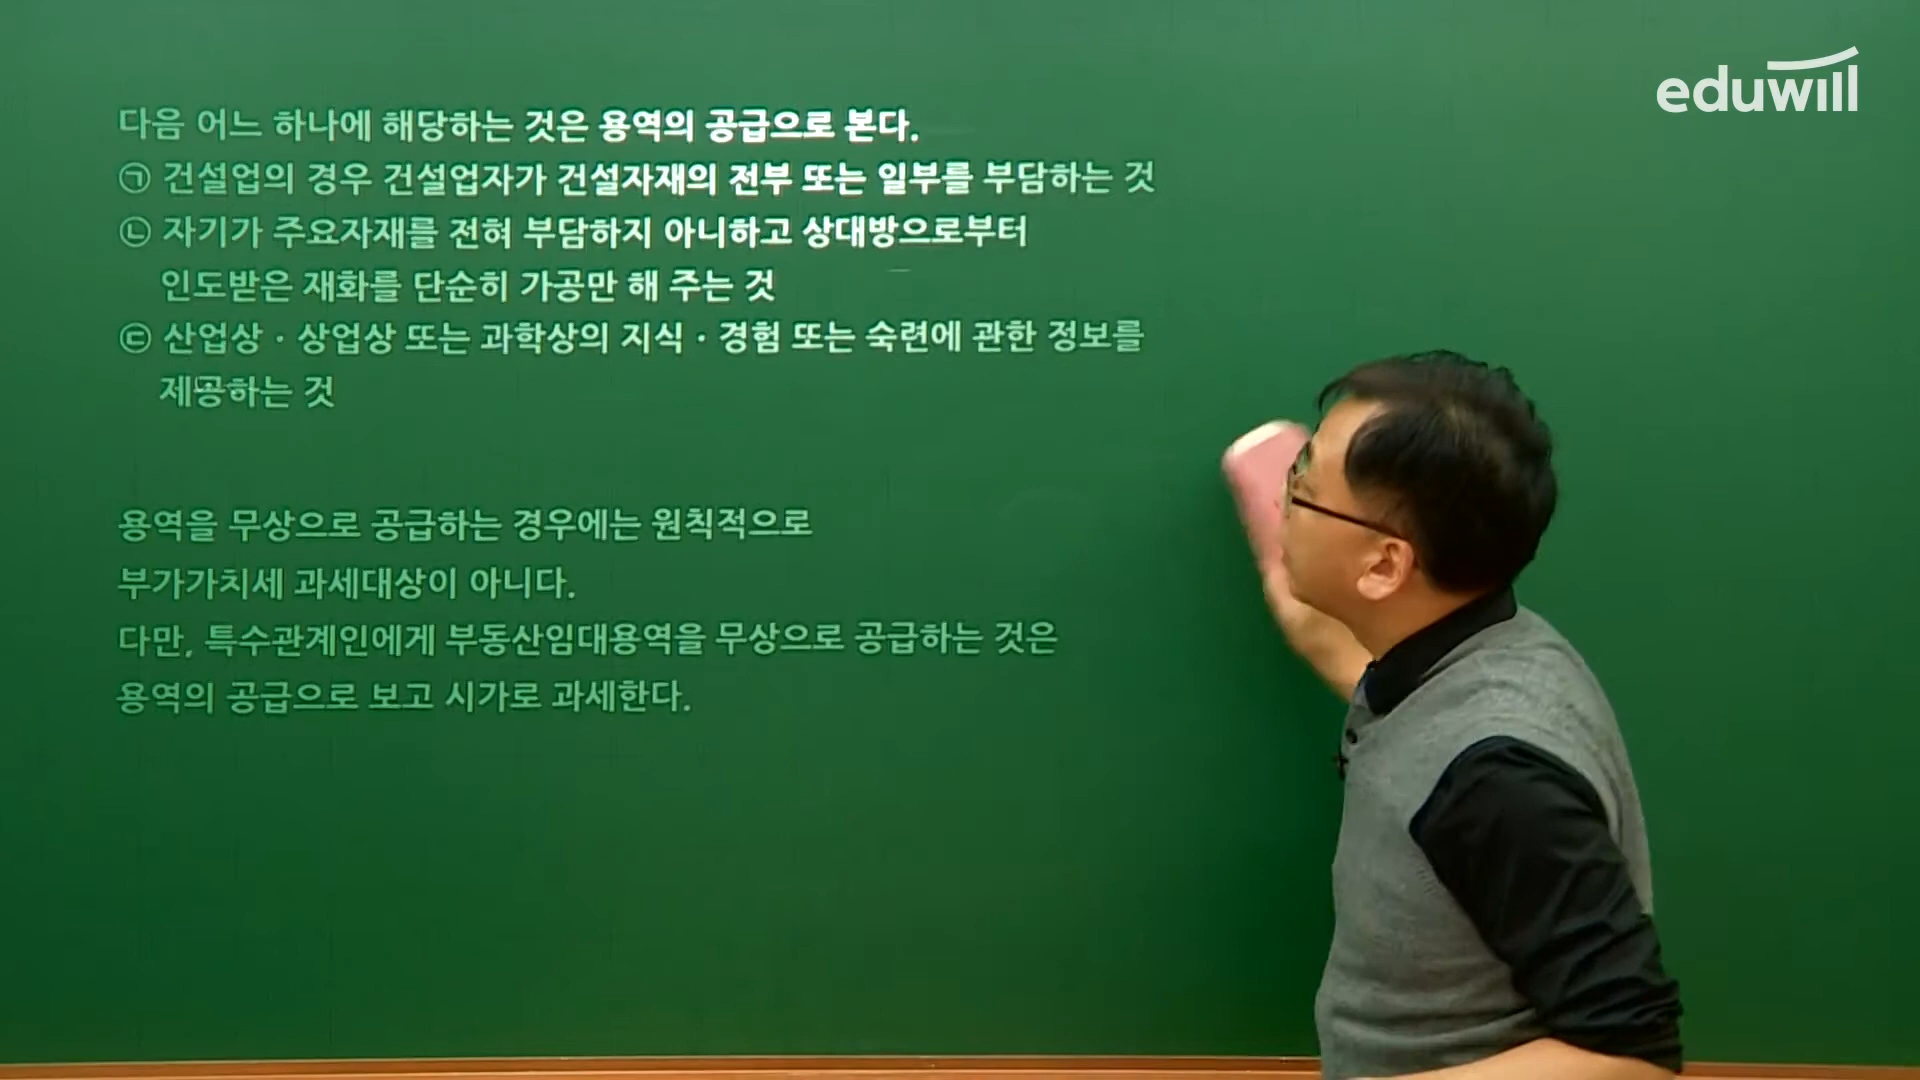 eduwill
다음 어느 하나에 해당하는 것은 용역의 공급으로 본다.
㉠ 건설업의 경우 건설업자가 건설자재의 전부 또는 일부를 부담하는 것
㉡ 자기가 주요자재를 전혀 부담하지 아니하고 상대방으로부터
인도받은 재화를 단순히 가공만 해 주는 것
㉢ 산업상 · 상업상 또는 과학상의 지식 · 경험 또는 숙련에 관한 정보를
제공하는 것
용역을 무상으로 공급하는 경우에는 원칙적으로
부가가치세 과세대상이 아니다.
다만, 특수관계인에게 부동산임대용역을 무상으로 공급하는 것은
용역의 공급으로 보고 시가로 과세한다.